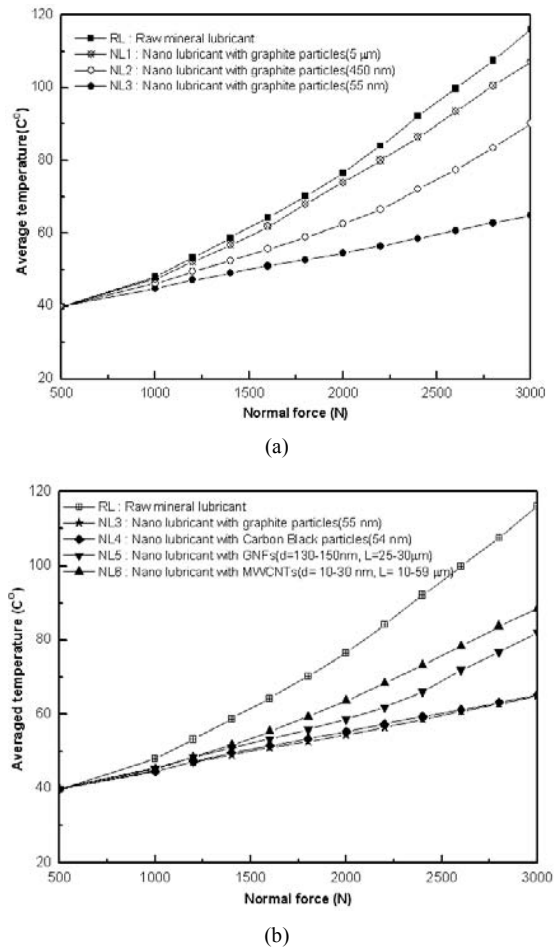 120
RL : Raw mineral lubricant
NL1 : Nano lubricant with graphite particles(5 μm)
NL2 : Nano lubricant with graphite particles(450 nm)
NL3 : Nano lubricant with graphite particles(55 nm)
100
80
60
40
20
Average temperature(C°)
500 1000 1500 2000 2500 3000
Normal force (N)
(a)
120
RL : Raw mineral lubricant
NL3 : Nano lubricant with graphite particles(55 nm)
NL4 : Nano lubricant with Carbon Black particles(54 nm)
NL5 : Nano lubricant with GNFs(d=130-150nm, L=25-30μm)
NL6 : Nano lubricant with MWCNTs(d= 10-30 nm, L= 10-59 μm)
100
80
60
40
20
Averaged temperature (C°)
500 1000 1500 2000 2500 3000
Normal force (N)
(b)